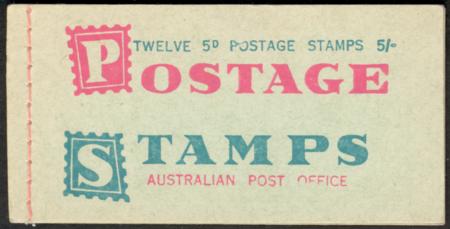 TWELVE 5D POSTAGE STAMPS 5/-
POSTAGE
STAMPS
AUSTRALIAN POST OFFICE